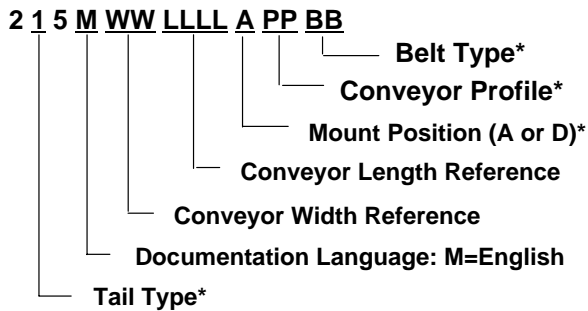 2 1 5 M WW LLLL A PP BB
Belt Type*
Conveyor Profile*
Mount Position (A or D)*
Conveyor Length Reference
Conveyor Width Reference
Documentation Language: M=English
Tail Type*